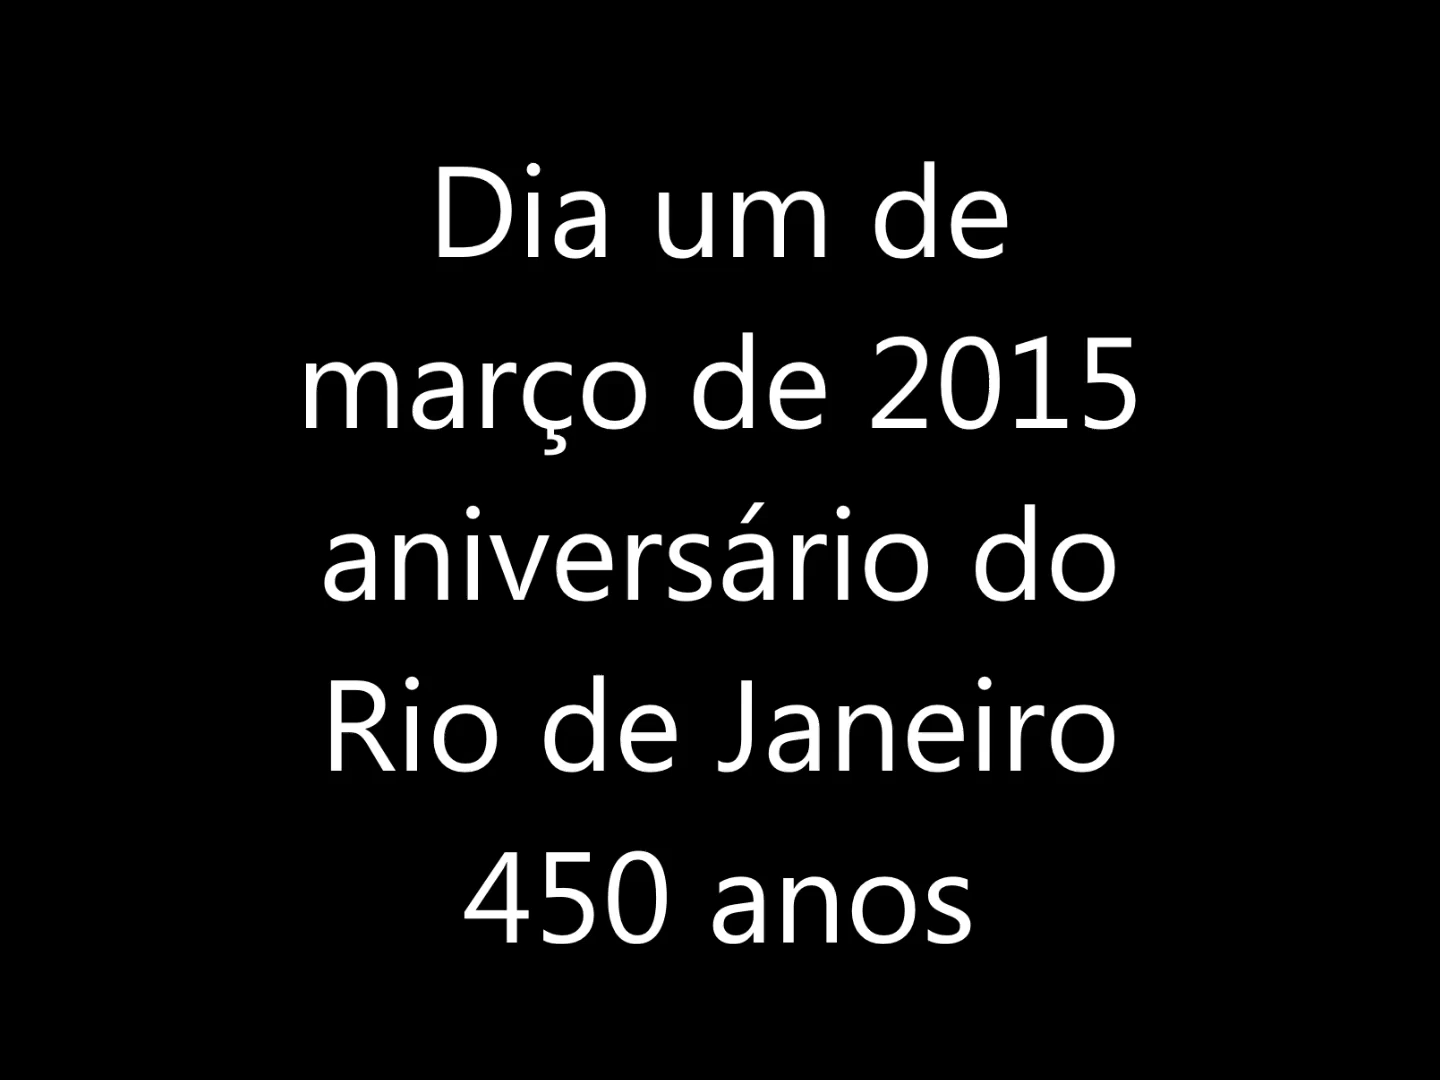 Dia um de
março de 2015
aniversário do
Rio de Janeiro
450 anos